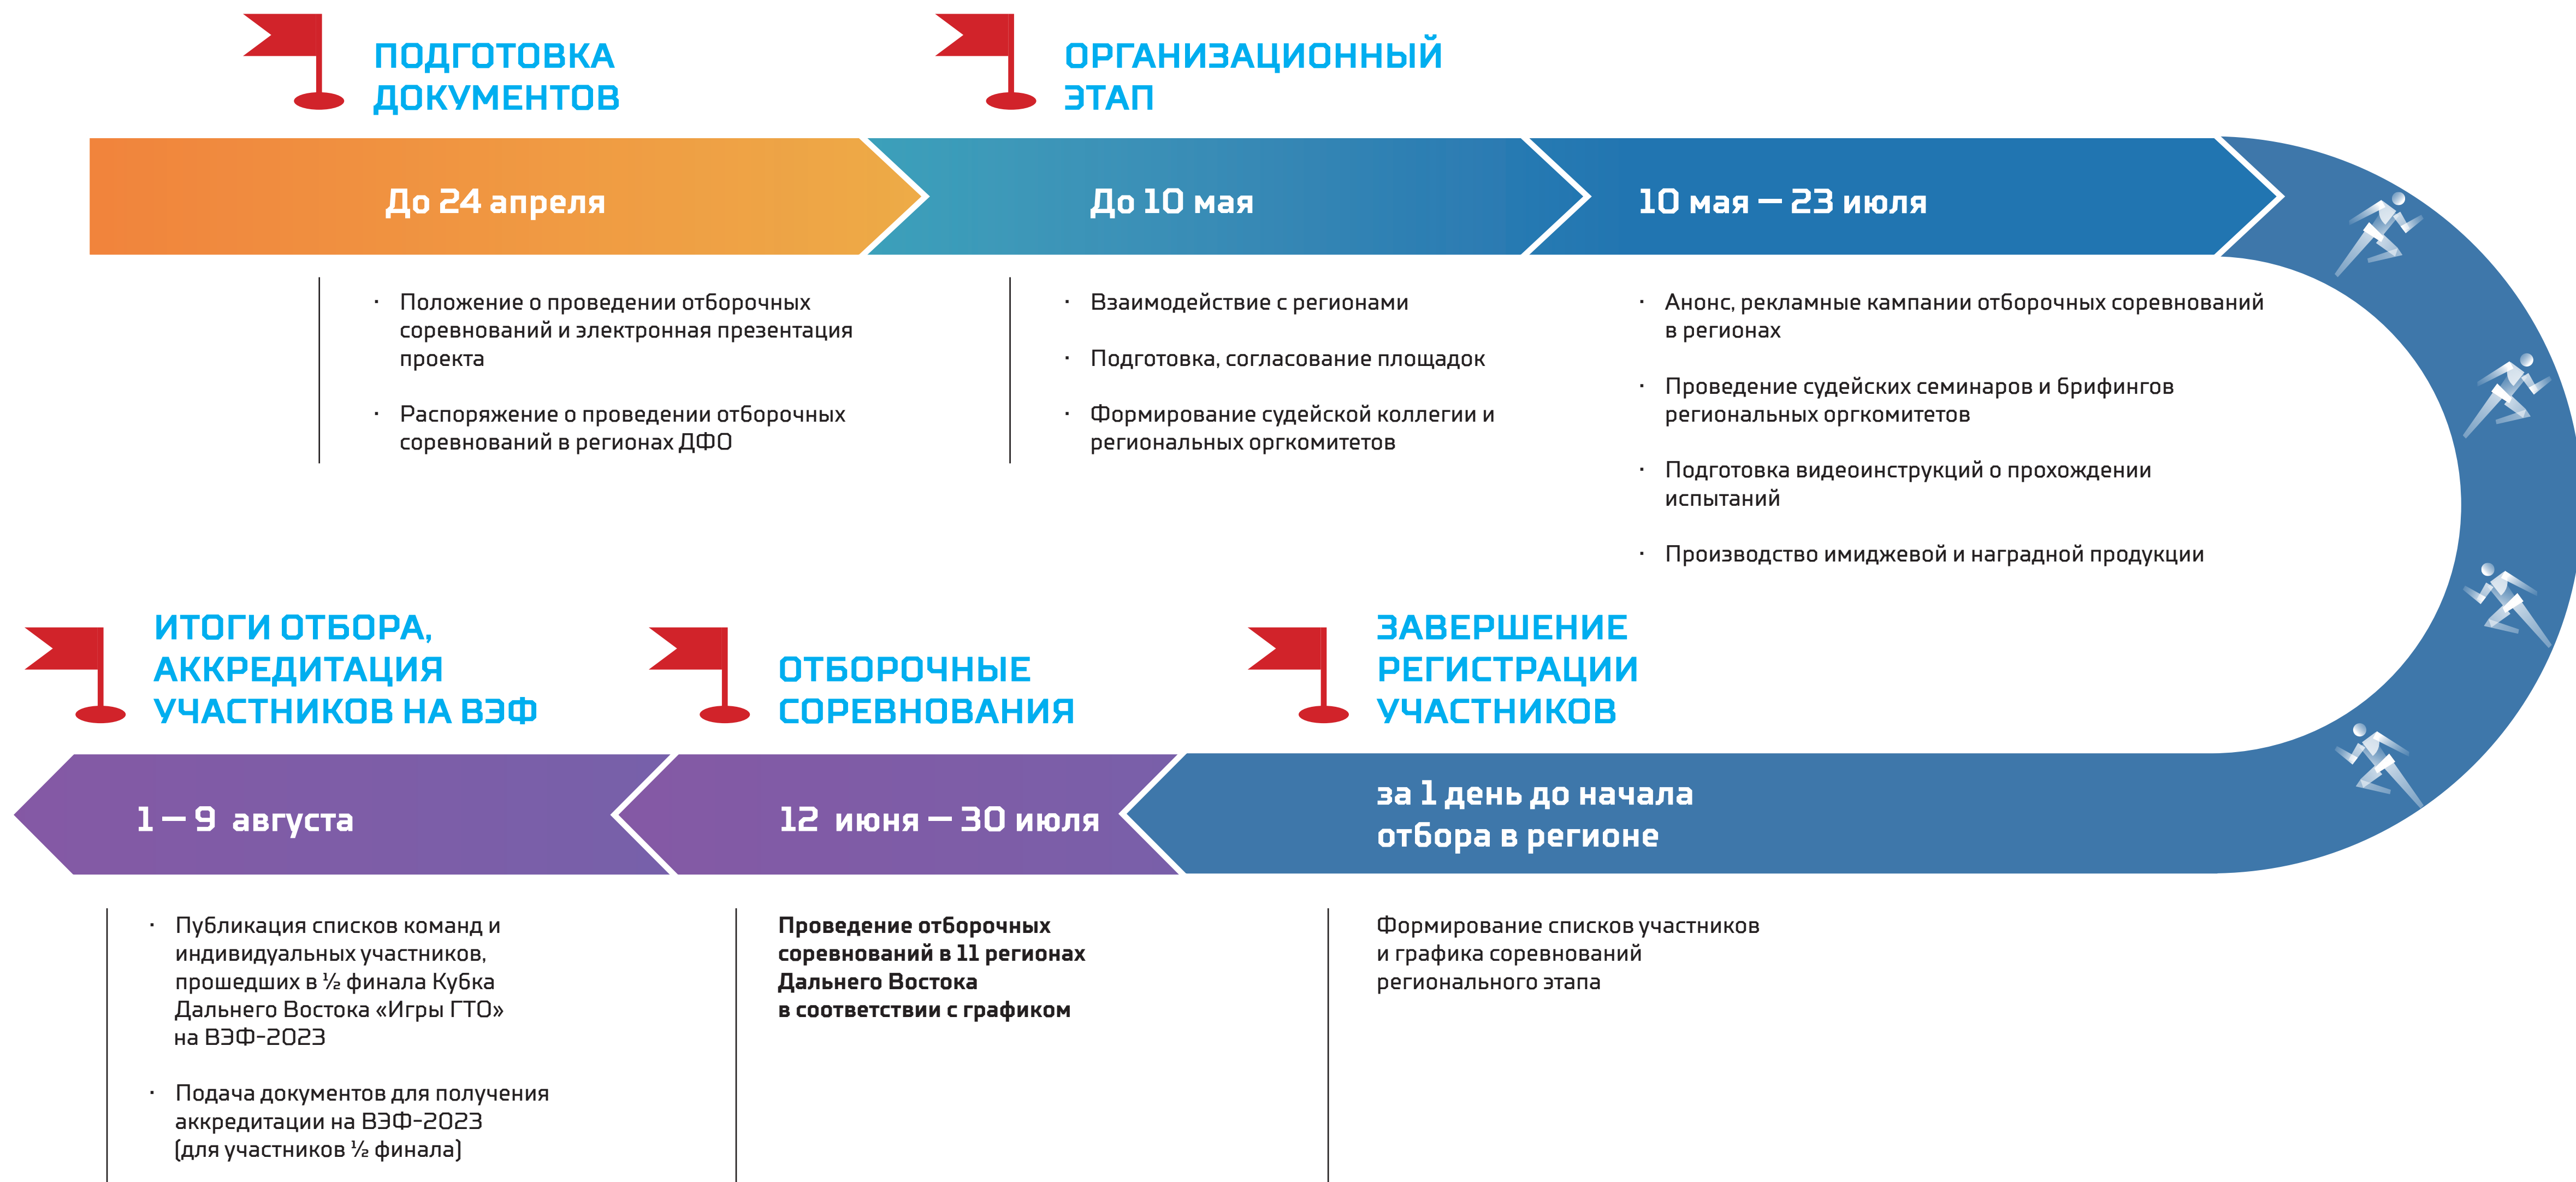 ПОДГОТОВКА
ДОКУМЕНТОВ
До 24 апреля
· Положение о проведении отборочных
соревнований и электронная презентация
проекта
· Распоряжение о проведении отборочных
соревнований в регионах ДФО
ОРГАНИЗАЦИОННЫЙ
ЭТАП
До 10 мая
· Взаимодействие с регионами
· Подготовка, согласование площадок
· Формирование судейской коллегии и
региональных оргкомитетов
10 мая — 23 июля
· Анонс, рекламные кампании отборочных соревнований
в регионах
· Проведение судейских семинаров и брифингов
региональных оргкомитетов
· Подготовка видеоинструкций о прохождении
испытаний
· Производство имиджевой и наградной продукции
ЗАВЕРШЕНИЕ
РЕГИСТРАЦИИ
УЧАСТНИКОВ
за 1 день до начала
отбора в регионе
Формирование списков участников
и графика соревнований
регионального этапа
ОТБОРОЧНЫЕ
СОРЕВНОВАНИЯ
12 июня — 30 июля
Проведение отборочных
соревнований в 11 регионах
Дальнего Востока
в соответствии с графиком
ИТОГИ ОТБОРА,
АККРЕДИТАЦИЯ
УЧАСТНИКОВ НА ВЭФ
1 — 9 августа
· Публикация списков команд и
индивидуальных участников,
прошедших в ½ финала Кубка
Дальнего Востока «Игры ГТО»
на ВЭФ-2023
· Подача документов для получения
аккредитации на ВЭФ-2023
(для участников ½ финала)